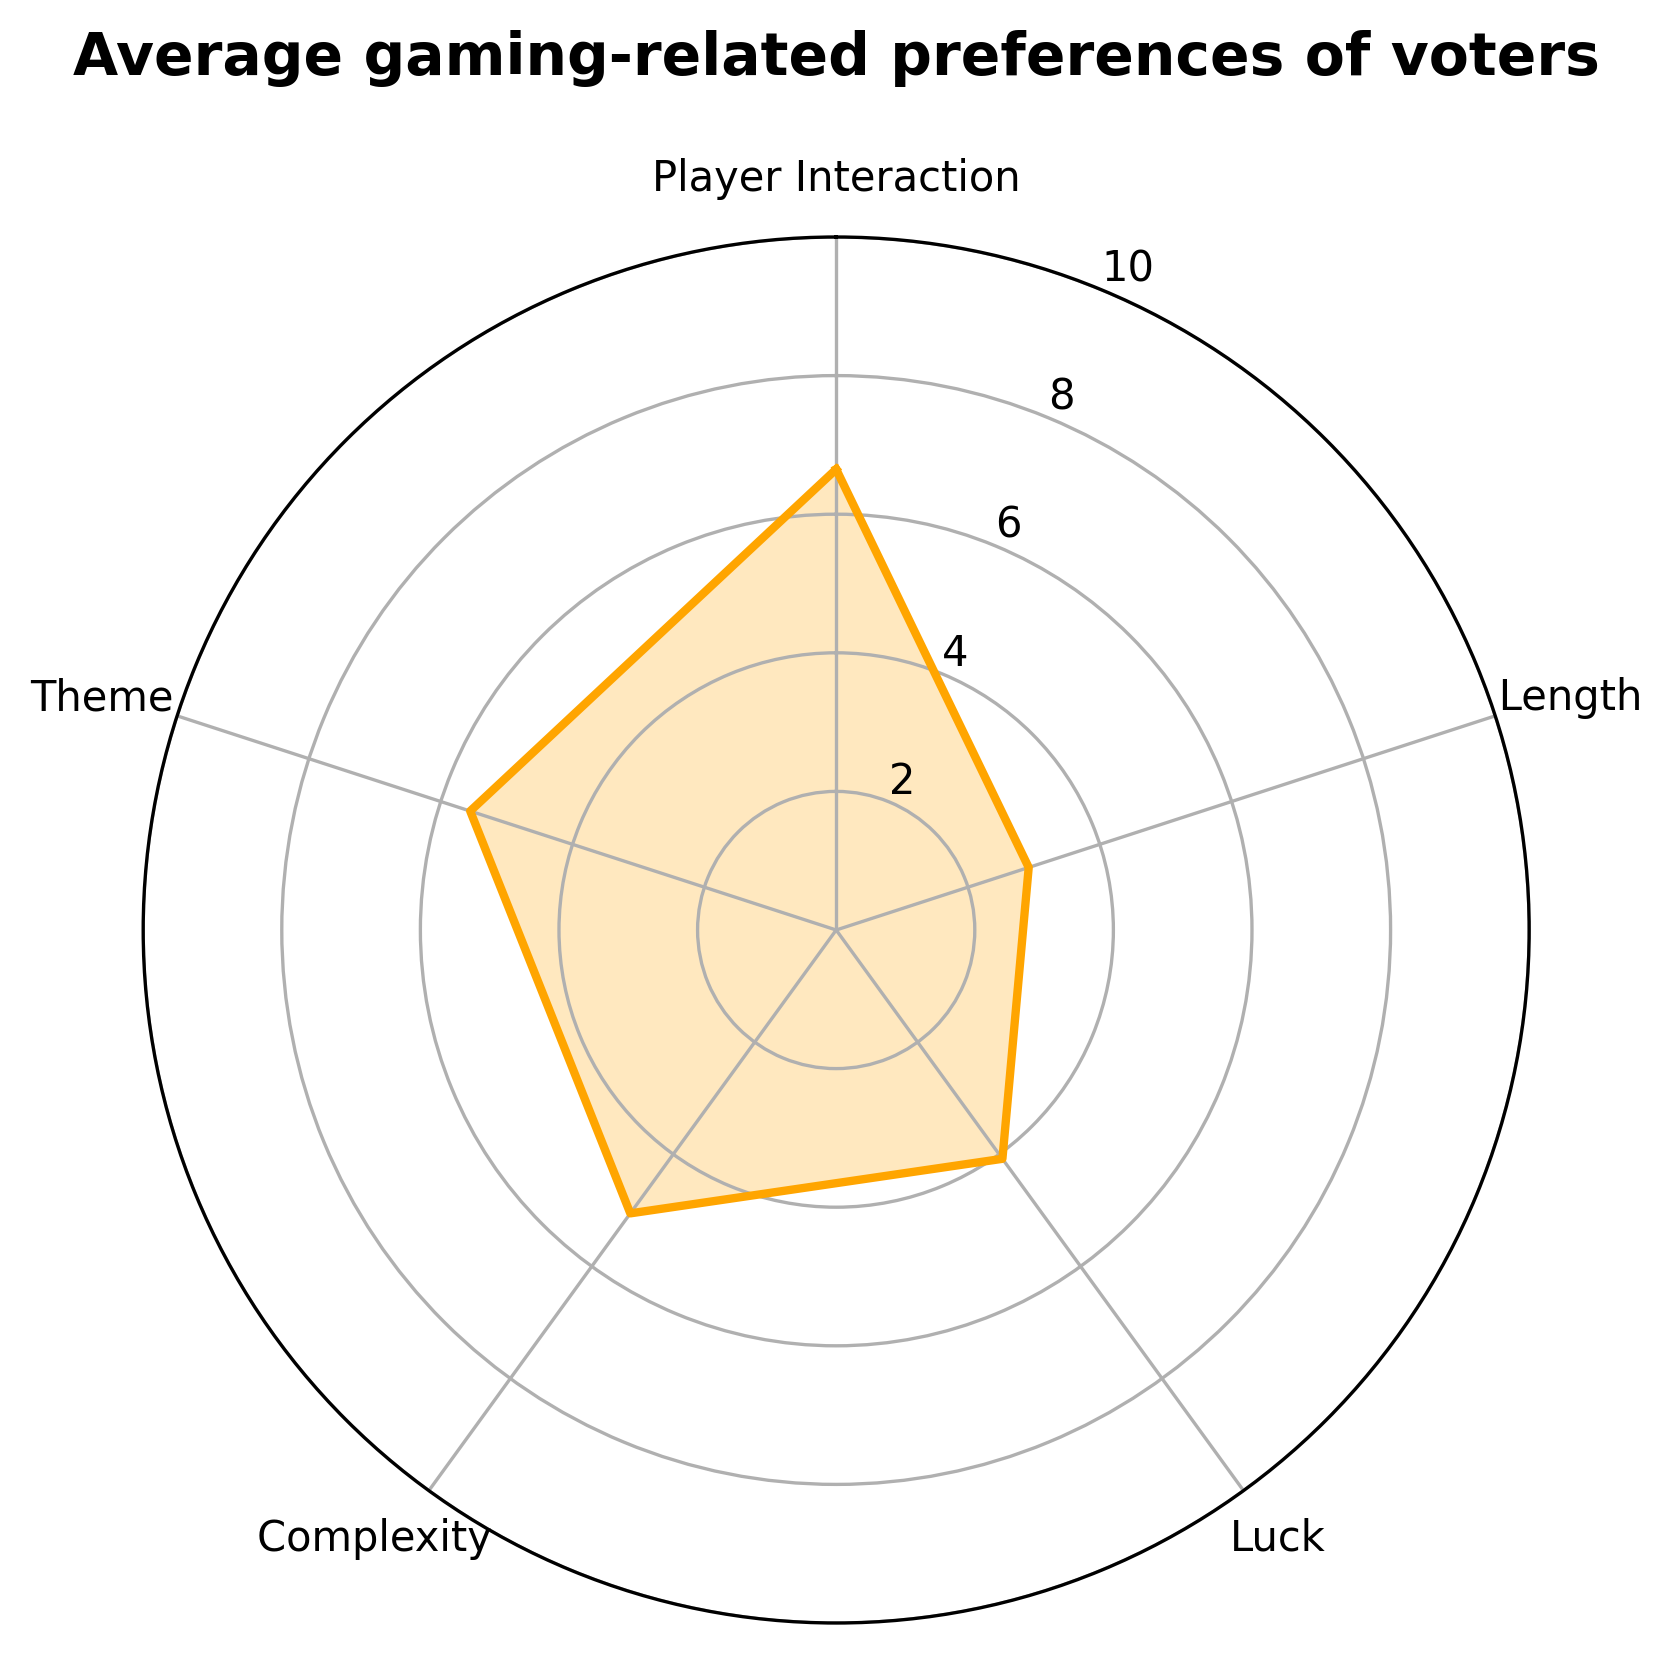 Average gaming-related preferences of voters
Player Interaction
10
8
6
4
2
Theme
Length
Complexity
Luck